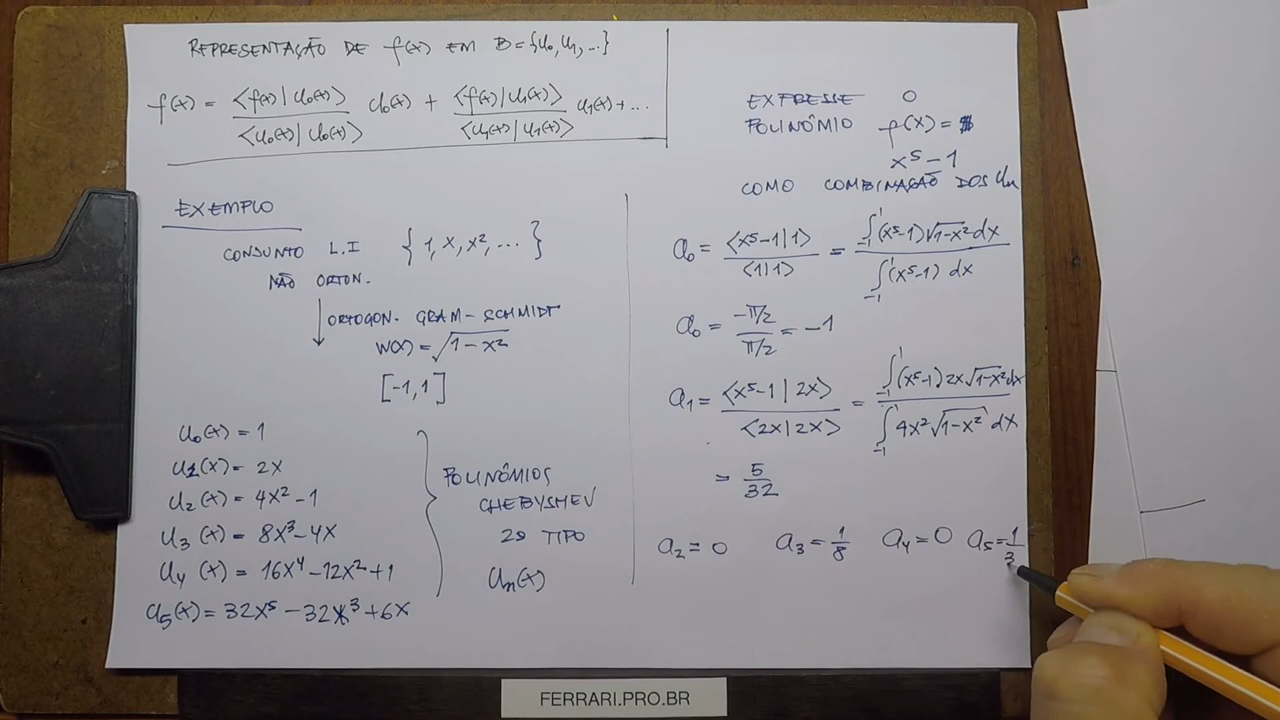 REPRESENTAÇÃO DE f(x) EM B = {U₀, U₁, ...}
f(x) = <f(x)|U₀(x)> / <U₀(x)|U₀(x)> U₀(x) + <f(x)|U₁(x)> / <U₁(x)|U₁(x)> U₁(x) + ...
EXEMPLO
CONJUNTO L.I {1, x, x², ...}
NÃO ORTON.
↓ ORTOGON. GRAM-SCHMIDT
W(x) = √(1-x²)
[-1,1]
U₀(x) = 1
U₁(x) = 2x
U₂(x) = 4x² - 1
U₃(x) = 8x³ - 4x
U₄(x) = 16x⁴ - 12x² + 1
U₅(x) = 32x⁵ - 32x³ + 6x
POLINÔMIOS
CHEBYSHEV
2º TIPO
Uₙ(x)
EXPRESSE O
POLINÔMIO f(x) =
x⁵ - 1
COMO COMBINAÇÃO DOS Uₙ
a₀ = <x⁵-1|1> / <1|1> = ∫₋₁¹ (x⁵-1)√(1-x²) dx / ∫₋₁¹ (x⁵-1) dx
a₀ = (-π/2) / (π/2) = -1
a₁ = <x⁵-1|2x> / <2x|2x> = ∫₋₁¹ (x⁵-1) 2x √(1-x²) dx / ∫₋₁¹ 4x² √(1-x²) dx
= 5/32
a₂ = 0 a₃ = 1/8 a₄ = 0 a₅ = 1/3
FERRARI.PRO.BR